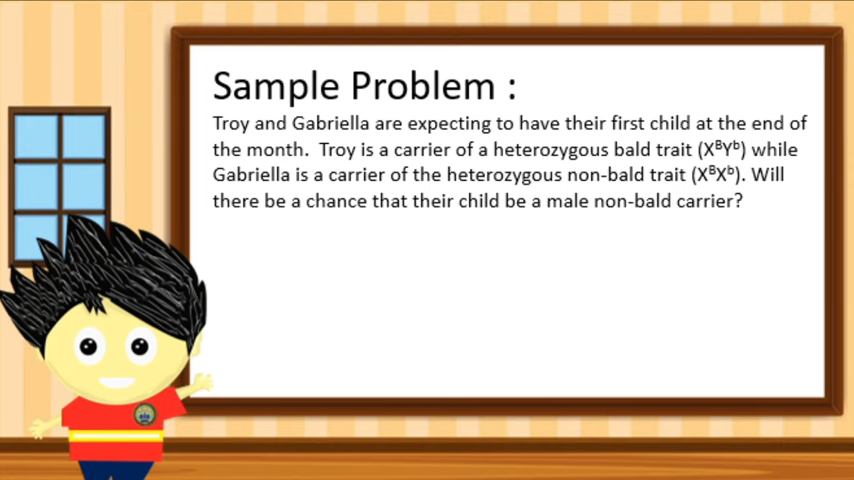 Sample Problem :
Troy and Gabriella are expecting to have their first child at the end of
the month. Troy is a carrier of a heterozygous bald trait (XᴮYᵇ) while
Gabriella is a carrier of the heterozygous non-bald trait (XᴮXᵇ). Will
there be a chance that their child be a male non-bald carrier?